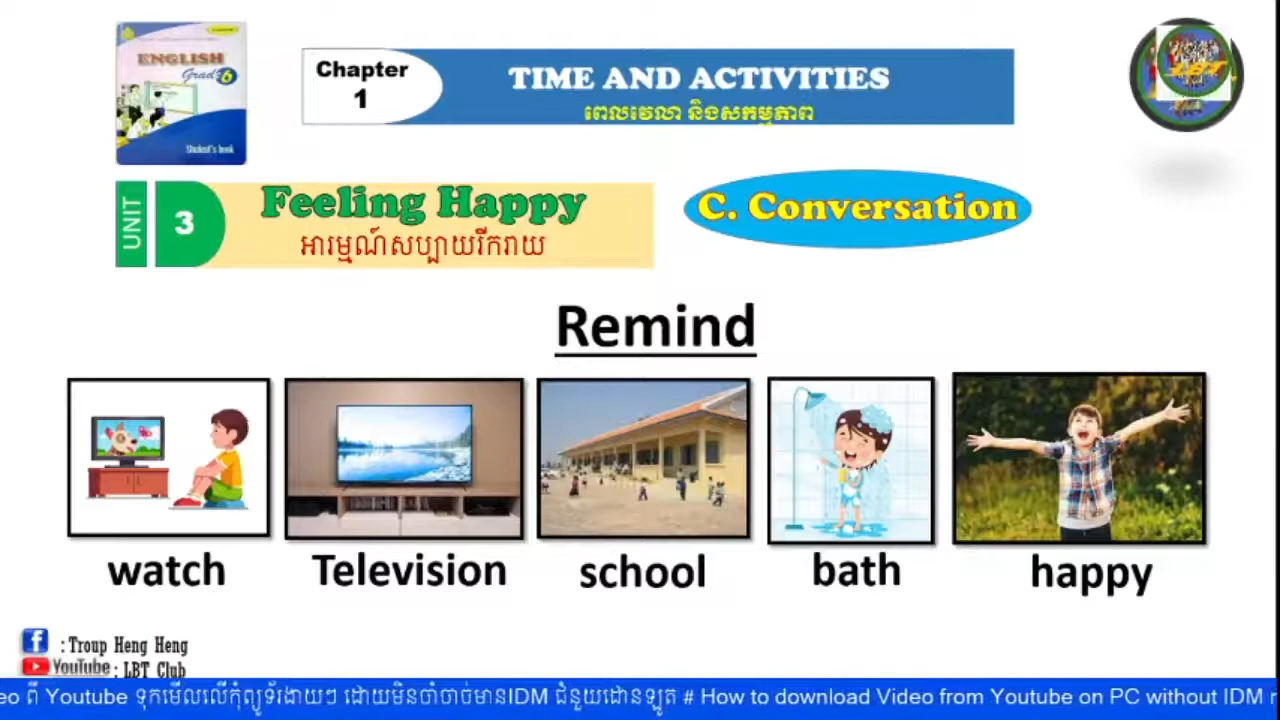 ENGLISH
Grade 6
Student's book
Chapter
1
TIME AND ACTIVITIES
ពេលវេលា និងសកម្មភាព
LBT
UNIT
3
Feeling Happy
អារម្មណ៍សប្បាយរីករាយ
C. Conversation
Remind
watch
Television
school
bath
happy
: Troup Heng Heng
YouTube : LBT Club
eo ពី Youtube ទុកមើលលើកុំព្យូទ័រងាយៗ ដោយមិនចាំបាច់មានIDM ជំនួយដោនឡូត # How to download Video from Youtube on PC without IDM